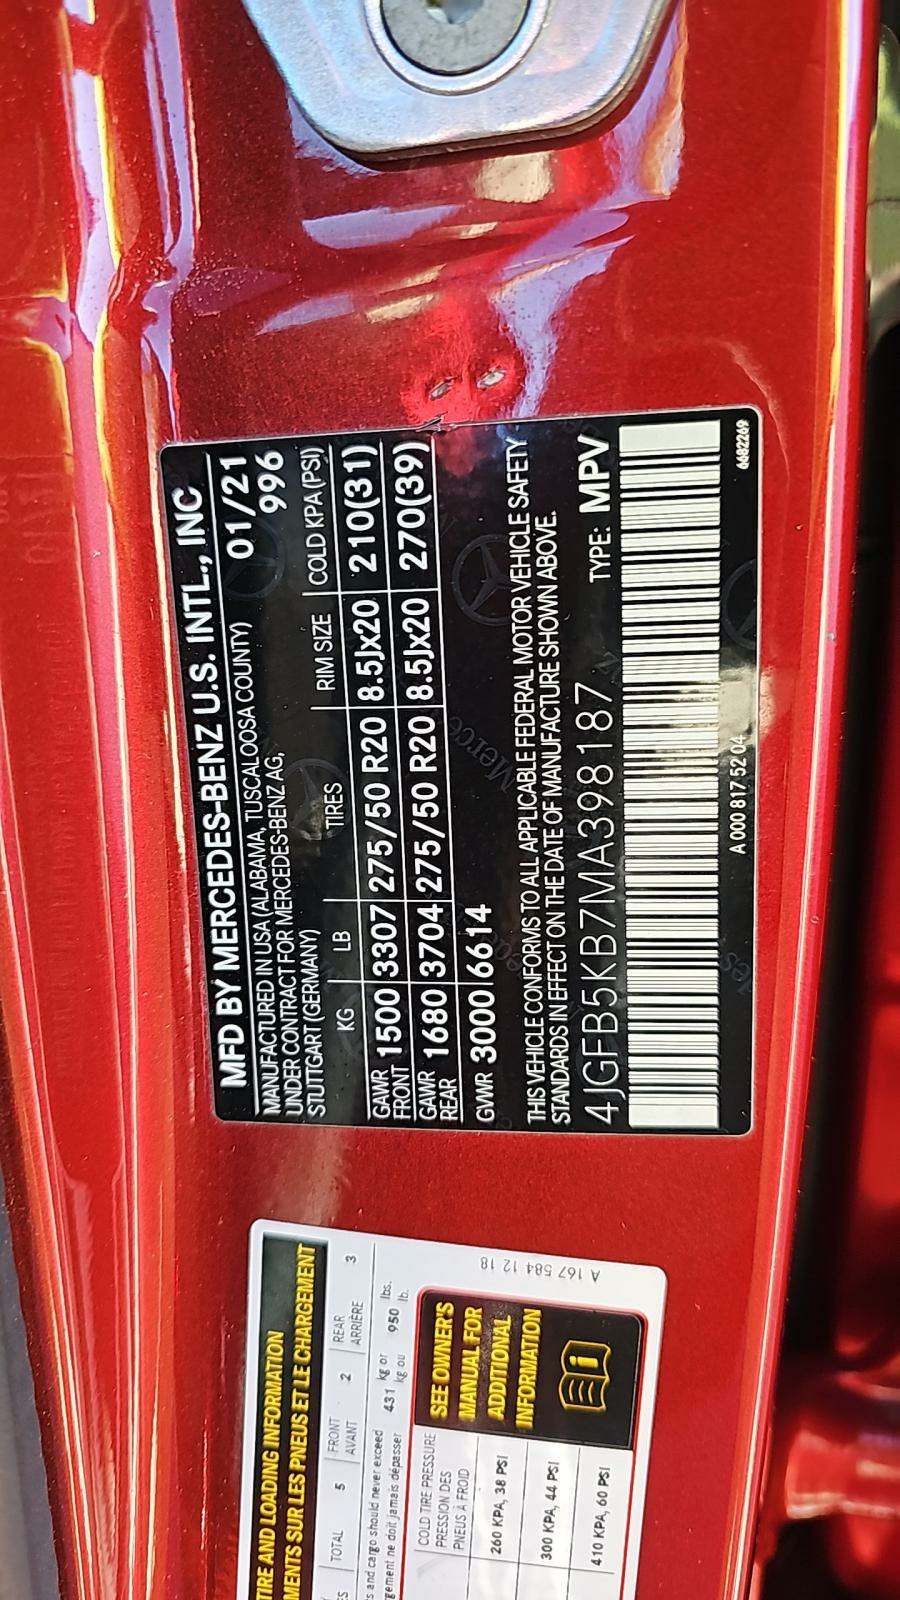 MFD BY MERCEDES-BENZ U.S. INTL., INC
MANUFACTURED IN USA (ALABAMA, TUSCALOOSA COUNTY) 01/21
UNDER CONTRACT FOR MERCEDES-BENZ AG, 996
STUTTGART (GERMANY)
KG LB TIRES RIM SIZE COLD KPA (PSI)
GAWR FRONT 1500 3307 275/50 R20 8.5Jx20 210(31)
GAWR REAR 1680 3704 275/50 R20 8.5Jx20 270(39)
GVWR 3000 6614
THIS VEHICLE CONFORMS TO ALL APPLICABLE FEDERAL MOTOR VEHICLE SAFETY
STANDARDS IN EFFECT ON THE DATE OF MANUFACTURE SHOWN ABOVE.
4JGFB5KB7MA398187 TYPE: MPV
A 000 817 52 04 6682269
TIRE AND LOADING INFORMATION
SUR LES PNEUS ET LE CHARGEMENT
TOTAL 5 FRONT AVANT 2 REAR ARRIÈRE 3
and cargo should never exceed 431 kg or 950 lbs.
ne doit jamais dépasser kg ou lb.
COLD TIRE PRESSURE
PRESSION DES
PNEUS À FROID
260 KPA, 38 PSI
300 KPA, 44 PSI
410 KPA, 60 PSI
SEE OWNER'S
MANUAL FOR
ADDITIONAL
INFORMATION
A 167 584 12 18